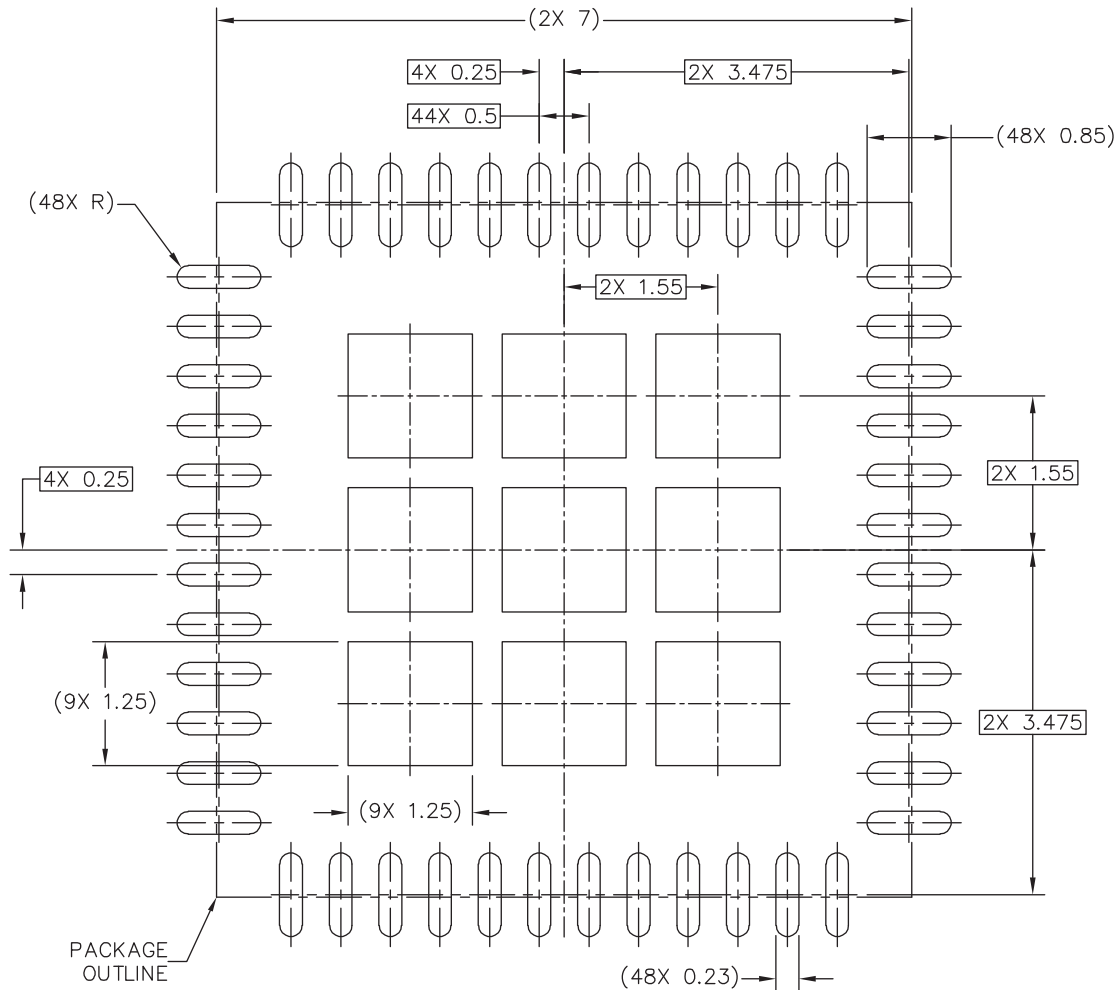 (2X 7)
4X 0.25
2X 3.475
44X 0.5
(48X 0.85)
(48X R)
2X 1.55
4X 0.25
2X 1.55
(9X 1.25)
2X 3.475
(9X 1.25)
PACKAGE
OUTLINE
(48X 0.23)